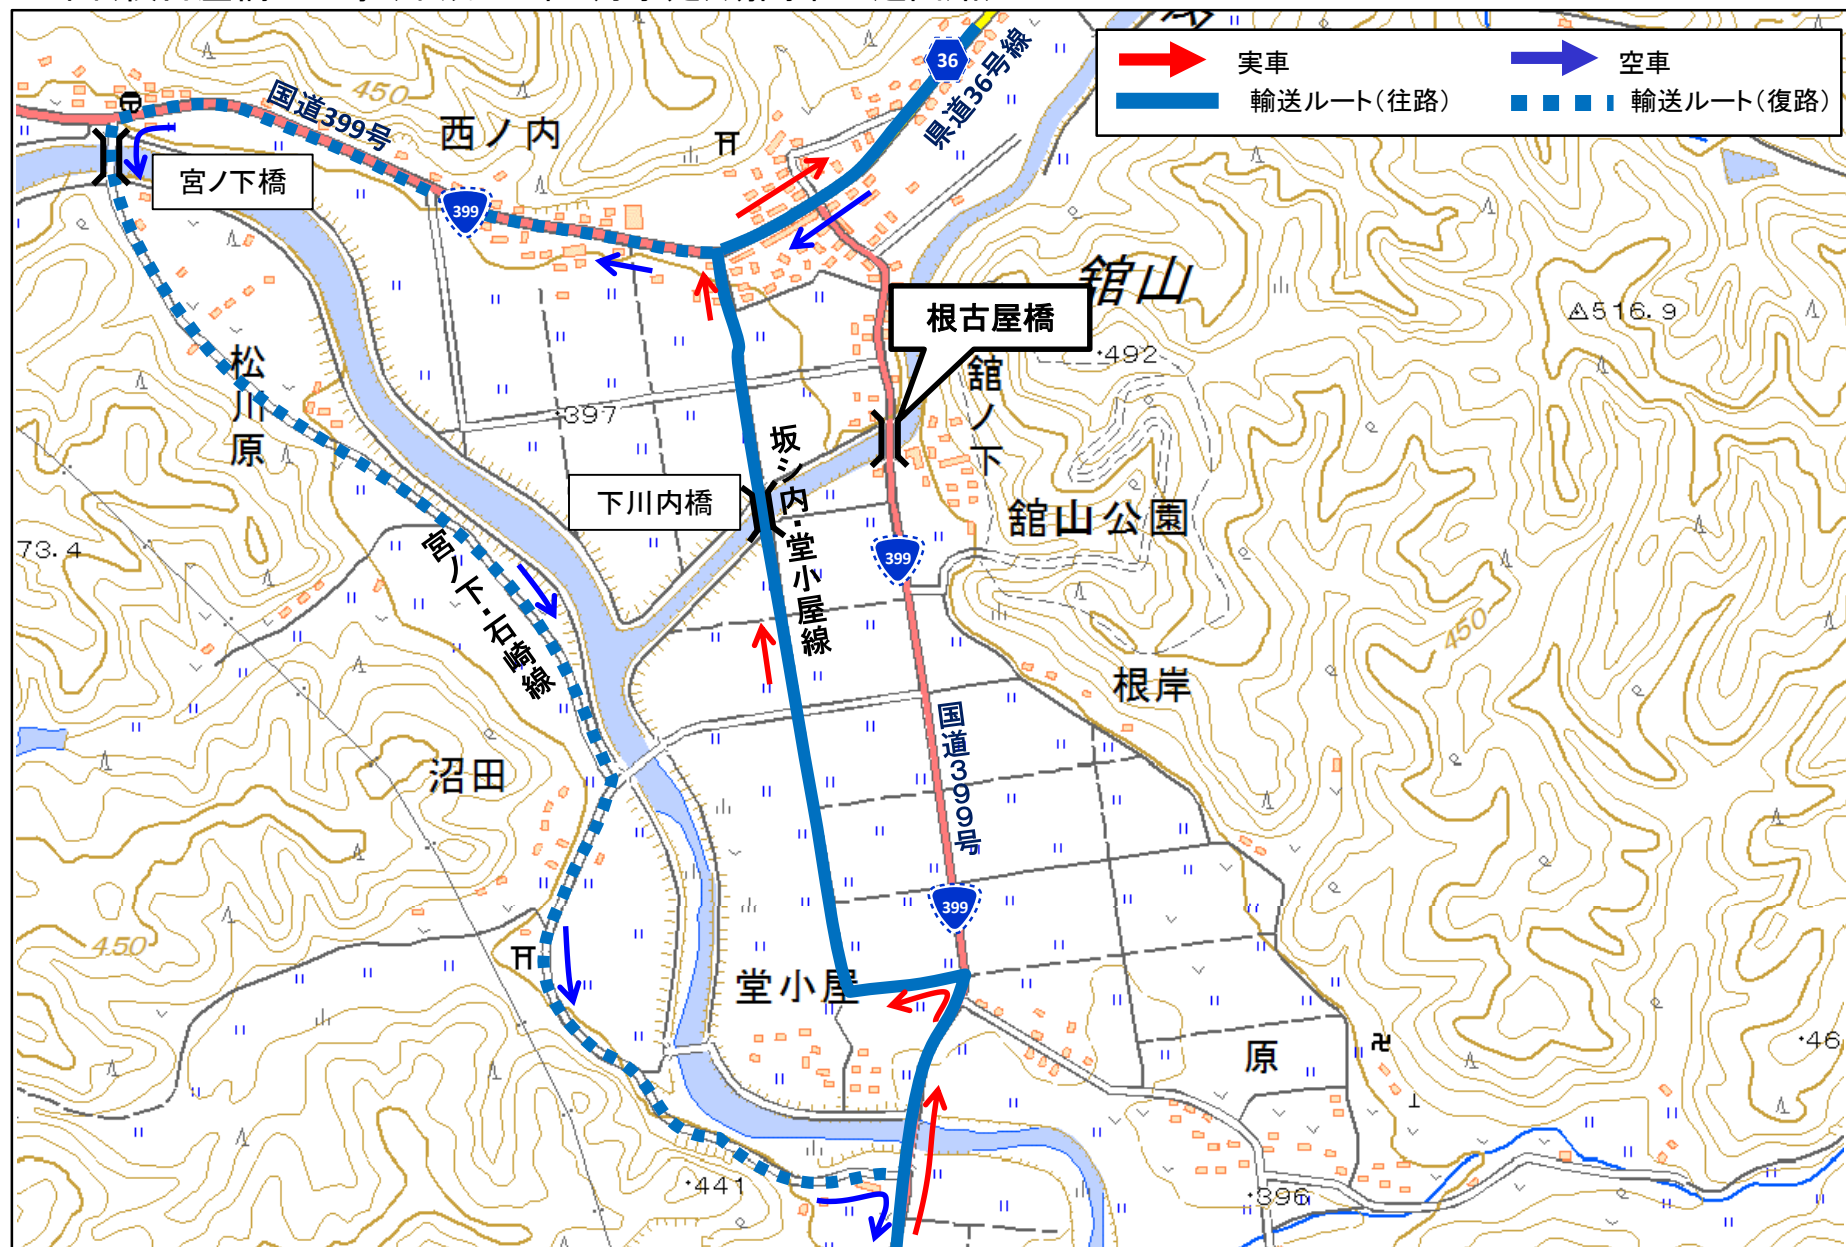 36
県道36号線
実車
空車
輸送ルート(往路)
輸送ルート(復路)
国道399号
450
西ノ内
宮ノ下橋
399
舘山
516.9
根古屋橋
492
舘ノ下
松川原
397
坂シ内・堂小屋線
下川内橋
舘山公園
399
73.4
宮ノ下・石崎線
450
根岸
国道399号
沼田
399
450
堂小屋
原
46
441
396